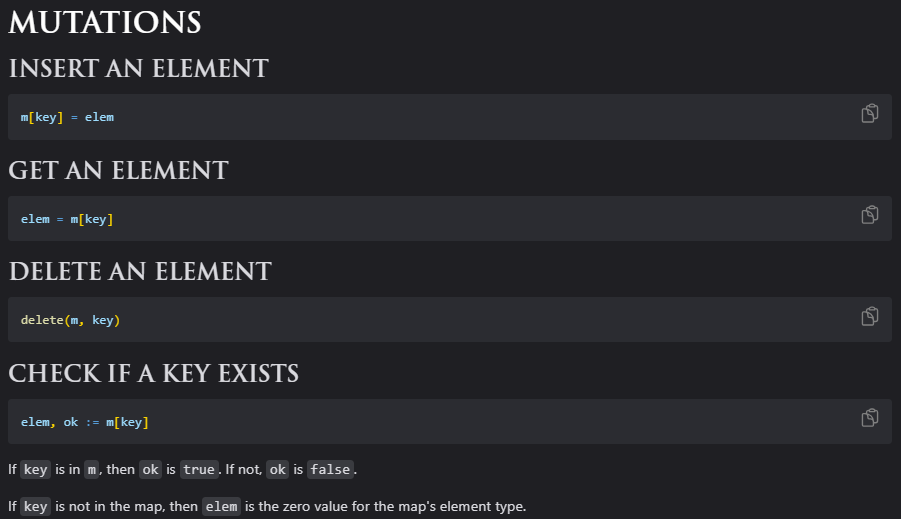 MUTATIONS
INSERT AN ELEMENT
m[key] = elem
GET AN ELEMENT
elem = m[key]
DELETE AN ELEMENT
delete(m, key)
CHECK IF A KEY EXISTS
elem, ok := m[key]
If key is in m, then ok is true. If not, ok is false.
If key is not in the map, then elem is the zero value for the map's element type.